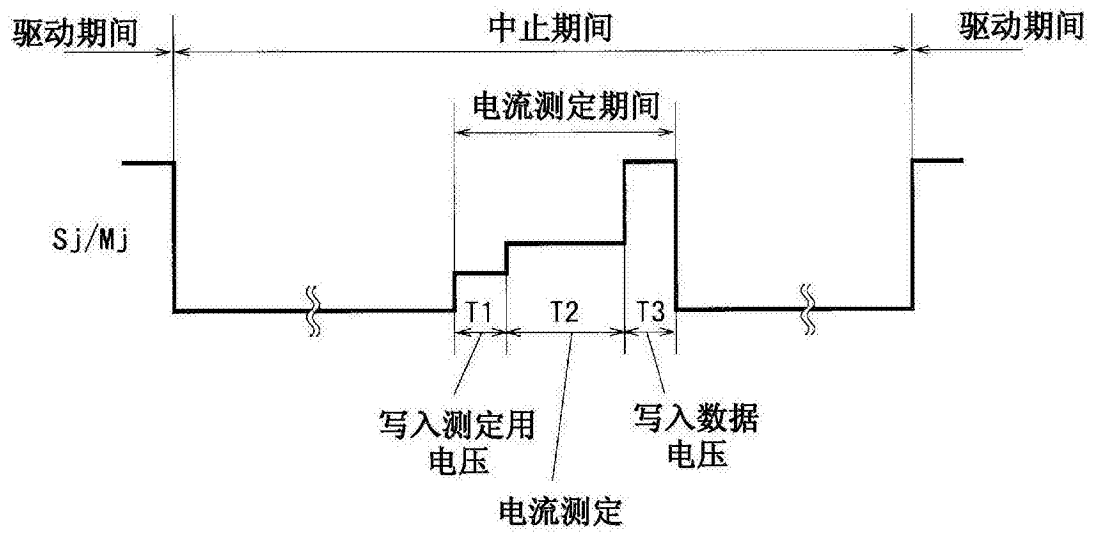 驱动期间
中止期间
驱动期间
电流测定期间
Sj/Mj
T1
T2
T3
写入测定用
电压
写入数据
电压
电流测定